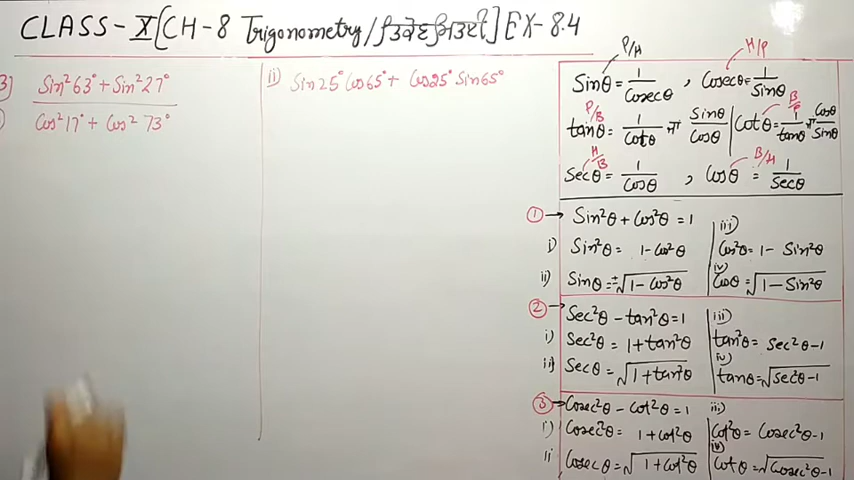 CLASS - X [CH-8 Trigonometry / ] EX - 8.4
3) Sin²63° + Sin²27°
Cos²17° + Cos²73°
ii) Sin25° Cos65° + Cos25° Sin65°
P/H
H/P
Sinθ = 1/Cosecθ , Cosecθ = 1/Sinθ
P/B
B/P
tanθ = 1/Cotθ = Sinθ/Cosθ | Cotθ = 1/tanθ = Cosθ/Sinθ
H/B
B/H
Secθ = 1/Cosθ , Cosθ = 1/Secθ
① → Sin²θ + Cos²θ = 1
i) Sin²θ = 1 - Cos²θ
ii) Sinθ = ±√1 - Cos²θ
iii) Cos²θ = 1 - Sin²θ
iv) Cosθ = √1 - Sin²θ
② → Sec²θ - tan²θ = 1
i) Sec²θ = 1 + tan²θ
ii) Secθ = √1 + tan²θ
iii) tan²θ = Sec²θ - 1
iv) tanθ = √Sec²θ - 1
③ → Cosec²θ - Cot²θ = 1
i) Cosec²θ = 1 + Cot²θ
ii Cosecθ = √1 + Cot²θ
iii) Cot²θ = Cosec²θ - 1
iv) Cotθ = √Cosec²θ - 1